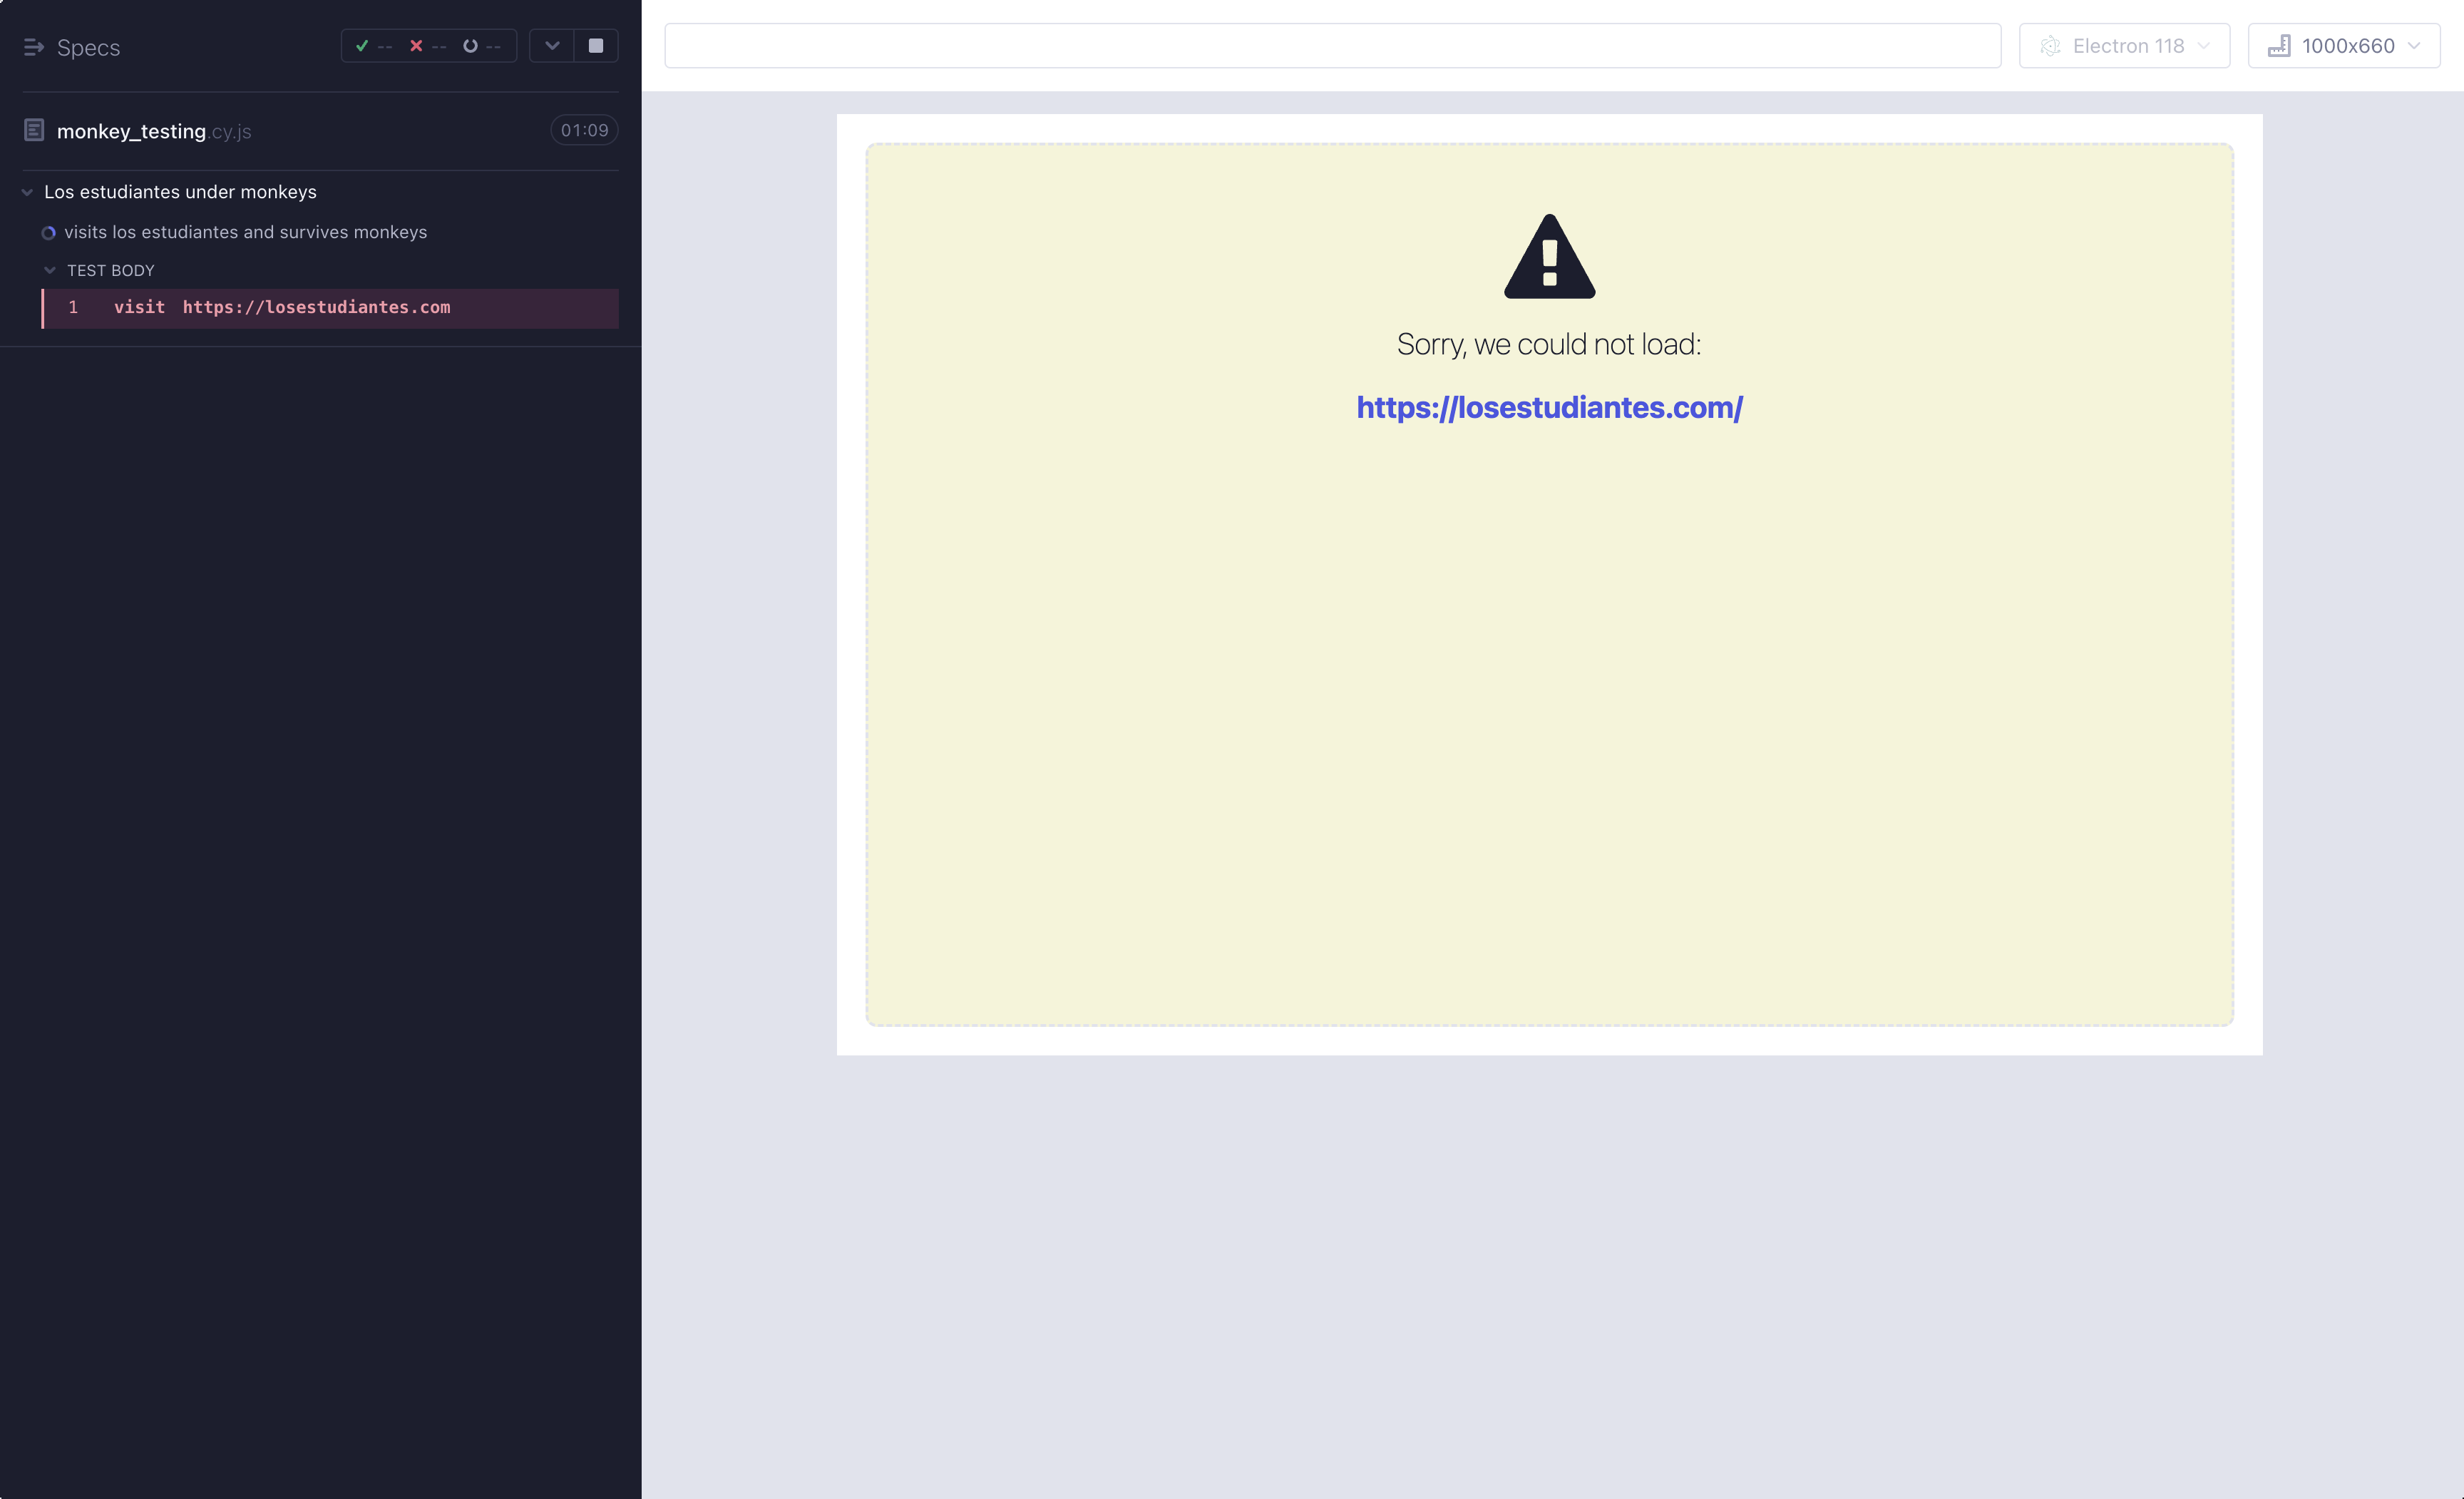 Specs
-- -- --
monkey_testing.cy.js 01:09
Los estudiantes under monkeys
visits los estudiantes and survives monkeys
TEST BODY
1 visit https://losestudiantes.com
Electron 118
1000x660
Sorry, we could not load:
https://losestudiantes.com/